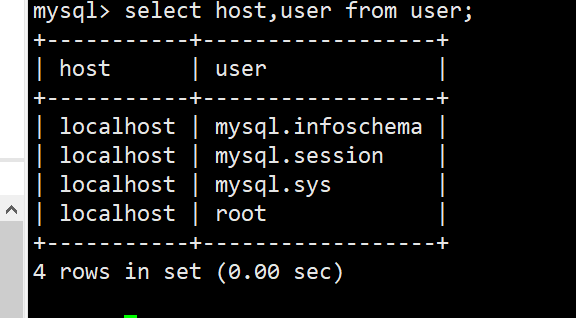 mysql> select host,user from user;
+-----------+------------------+
| host      | user             |
+-----------+------------------+
| localhost | mysql.infoschema |
| localhost | mysql.session    |
| localhost | mysql.sys        |
| localhost | root             |
+-----------+------------------+
4 rows in set (0.00 sec)